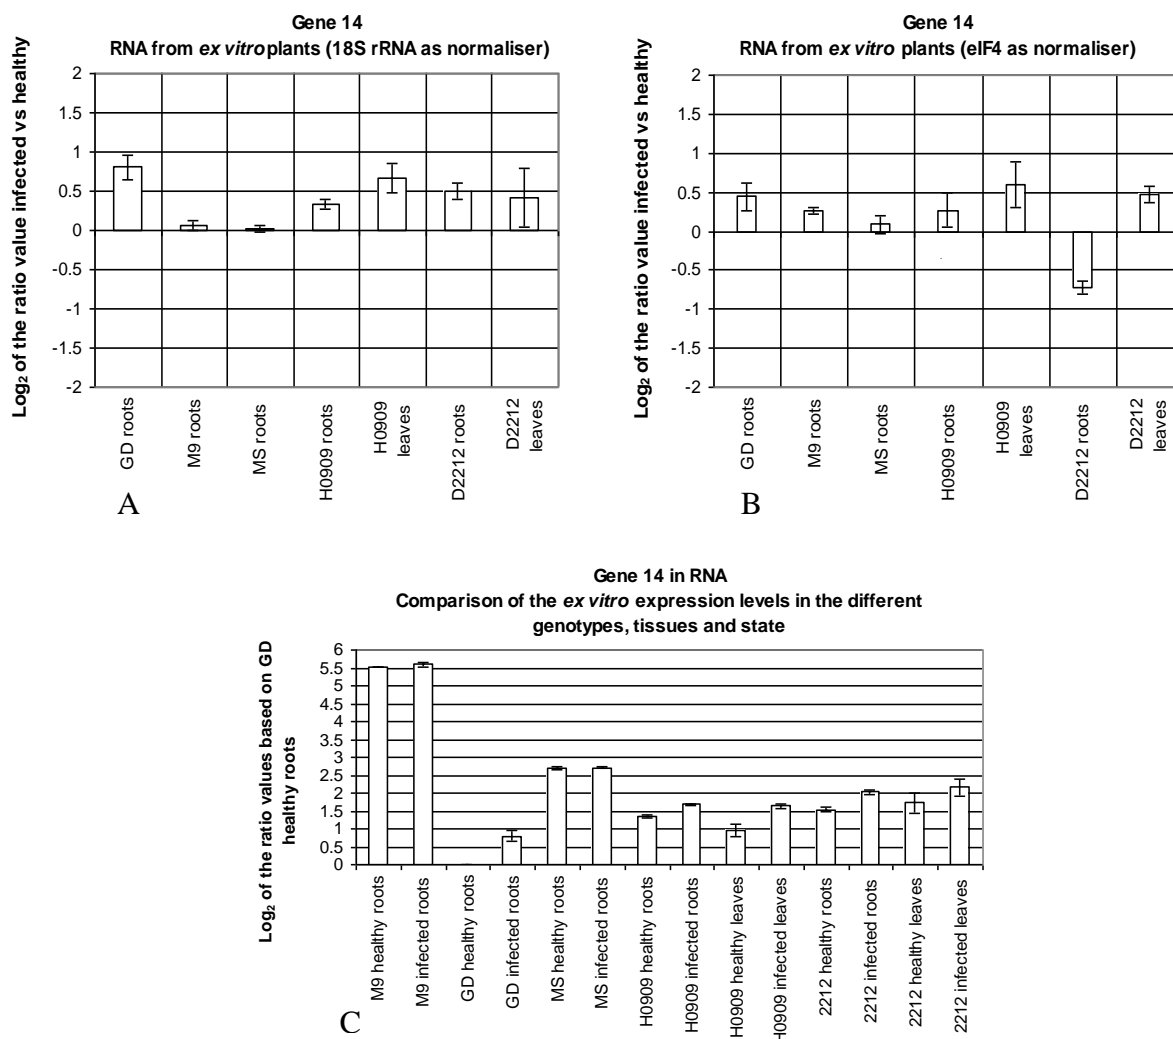 Gene 14
RNA from ex vitroplants (18S rRNA as normaliser)
Log2 of the ratio value infected vs healthy
2
1.5
1
0.5
0
-0.5
-1
-1.5
-2
GD roots
M9 roots
MS roots
H0909 roots
H0909
leaves
D2212 roots
D2212
leaves
A
Gene 14
RNA from ex vitro plants (eIF4 as normaliser)
Log2 of the ratio value infected vs healthy
2
1.5
1
0.5
0
-0.5
-1
-1.5
-2
GD roots
M9 roots
MS roots
H0909 roots
H0909
leaves
D2212 roots
D2212
leaves
B
Gene 14 in RNA
Comparison of the ex vitro expression levels in the different
genotypes, tissues and state
Log2 of the ratio values based on GD
healthy roots
6
5.5
5
4.5
4
3.5
3
2.5
2
1.5
1
0.5
0
M9 healthy roots
M9 infected roots
GD healthy roots
GD infected roots
MS healthy roots
MS infected roots
H0909 healthy roots
H0909 infected roots
H0909 healthy leaves
H0909 infected leaves
2212 healthy roots
2212 infected roots
2212 healthy leaves
2212 infected leaves
C